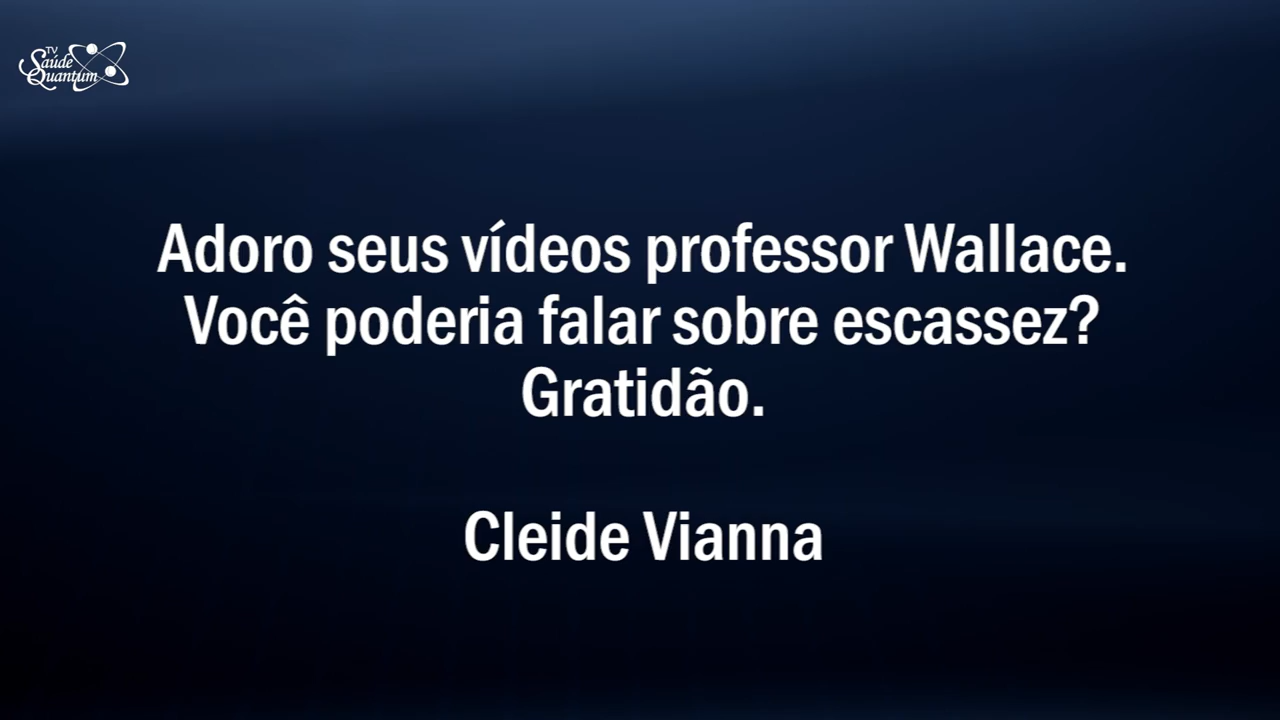 TV
Saúde
Quantum
Adoro seus vídeos professor Wallace.
Você poderia falar sobre escassez?
Gratidão.
Cleide Vianna